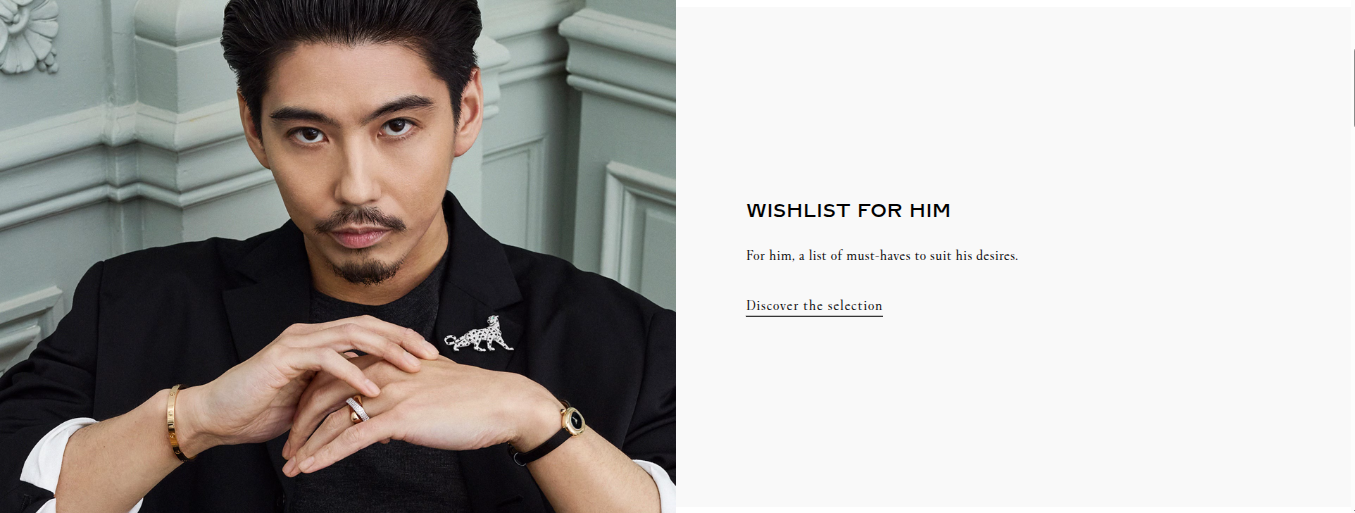 WISHLIST FOR HIM
For him, a list of must-haves to suit his desires.
Discover the selection